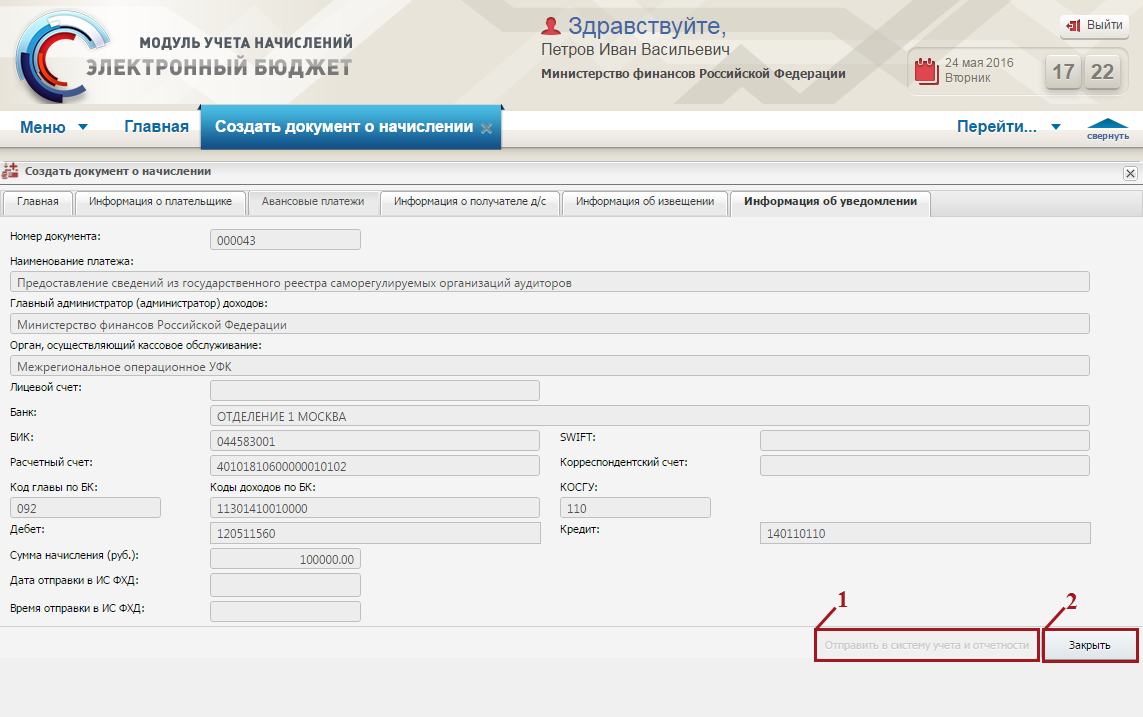 МОДУЛЬ УЧЕТА НАЧИСЛЕНИЙ
ЭЛЕКТРОННЫЙ БЮДЖЕТ
Здравствуйте,
Петров Иван Васильевич
Министерство финансов Российской Федерации
Выйти
24 мая 2016
Вторник
17 22
Меню Главная Создать документ о начислении Перейти... свернуть
Создать документ о начислении
Главная Информация о плательщике Авансовые платежи Информация о получателе д/с Информация об извещении Информация об уведомлении
Номер документа: 000043
Наименование платежа:
Предоставление сведений из государственного реестра саморегулируемых организаций аудиторов
Главный администратор (администратор) доходов:
Министерство финансов Российской Федерации
Орган, осуществляющий кассовое обслуживание:
Межрегиональное операционное УФК
Лицевой счет:
Банк: ОТДЕЛЕНИЕ 1 МОСКВА
БИК: 044583001 SWIFT:
Расчетный счет: 40101810600000010102 Корреспондентский счет:
Код главы по БК: Коды доходов по БК: КОСГУ:
092 11301410010000 110
Дебет: 120511560 Кредит: 140110110
Сумма начисления (руб.): 100000.00
Дата отправки в ИС ФХД:
Время отправки в ИС ФХД:
1 2
Отправить в систему учета и отчетности Закрыть